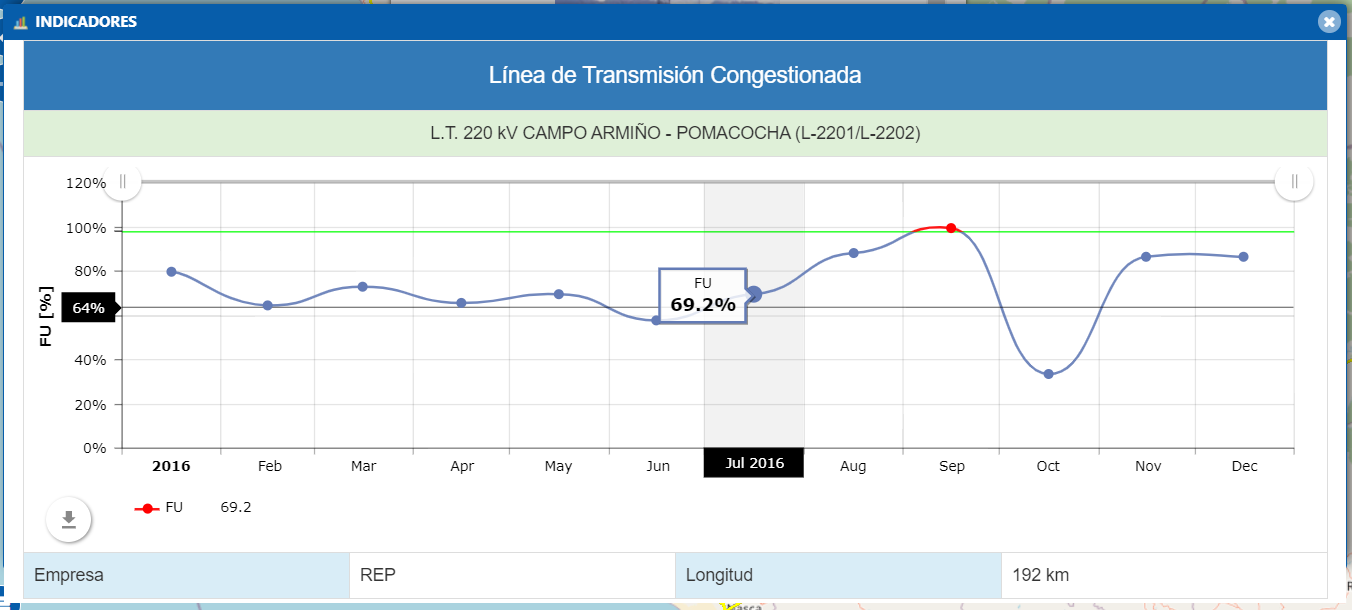 INDICADORES
Línea de Transmisión Congestionada
L.T. 220 kV CAMPO ARMIÑO - POMACOCHA (L-2201/L-2202)
120%
100%
80%
64%
40%
20%
0%
FU [%]
FU
69.2%
2016 Feb Mar Apr May Jun Jul 2016 Aug Sep Oct Nov Dec
FU 69.2
Empresa REP Longitud 192 km